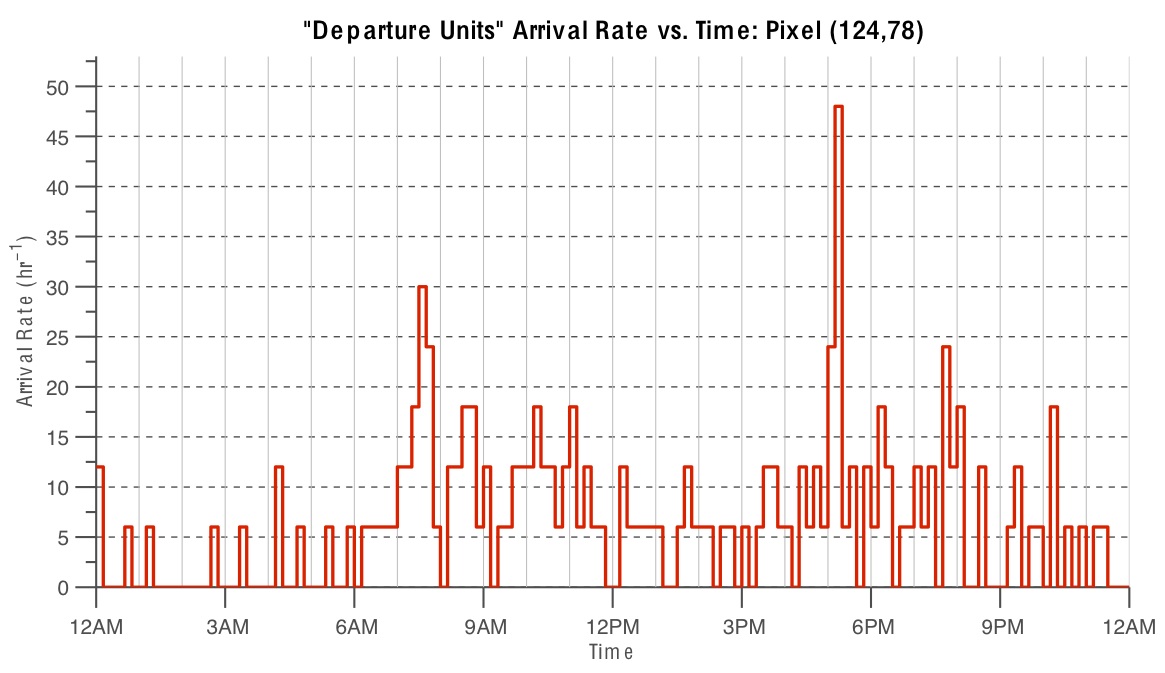 "Departure Units" Arrival Rate vs. Time: Pixel (124,78)
50
45
40
35
30
25
20
15
10
5
0
Arrival Rate (hr⁻¹)
12AM 3AM 6AM 9AM 12PM 3PM 6PM 9PM 12AM
Time